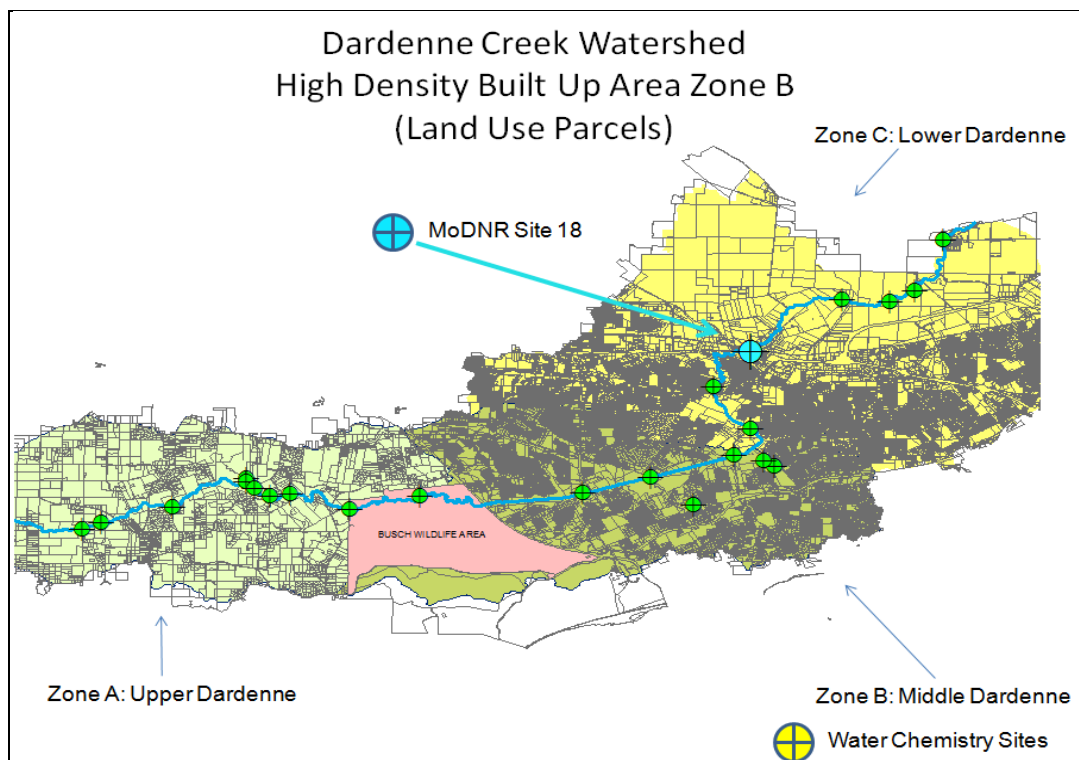 Dardenne Creek Watershed
High Density Built Up Area Zone B
(Land Use Parcels)
Zone C: Lower Dardenne
MoDNR Site 18
BUSCH WILDLIFE AREA
Zone A: Upper Dardenne
Zone B: Middle Dardenne
Water Chemistry Sites